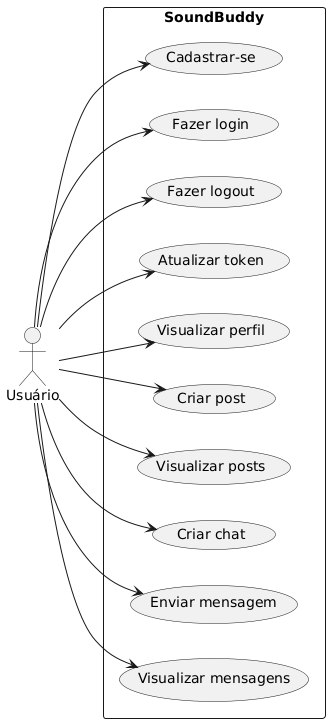 SoundBuddy
Cadastrar-se
Fazer login
Fazer logout
Atualizar token
Visualizar perfil
Usuário
Criar post
Visualizar posts
Criar chat
Enviar mensagem
Visualizar mensagens